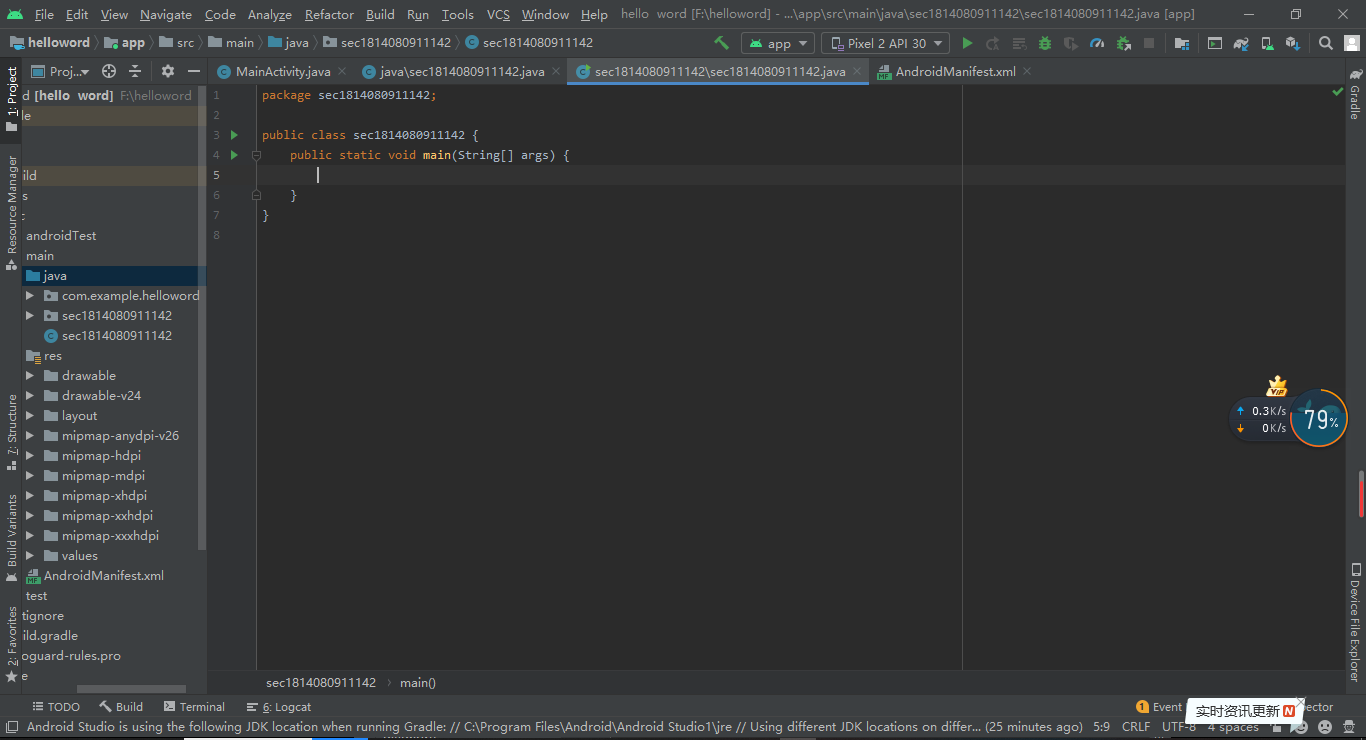 File Edit View Navigate Code Analyze Refactor Build Run Tools VCS Window Help hello word [F:\helloword] - ...\app\src\main\java\sec1814080911142\sec1814080911142.java [app]
helloword app src main java sec1814080911142 sec1814080911142 app Pixel 2 API 30
Proj... MainActivity.java java\sec1814080911142.java sec1814080911142\sec1814080911142.java AndroidManifest.xml
1: Project
Resource Manager
7: Structure
Build Variants
2: Favorites
d [hello word] F:\helloword
le
ild
s
androidTest
main
java
com.example.helloword
sec1814080911142
sec1814080911142
res
drawable
drawable-v24
layout
mipmap-anydpi-v26
mipmap-hdpi
mipmap-mdpi
mipmap-xhdpi
mipmap-xxhdpi
mipmap-xxxhdpi
values
AndroidManifest.xml
test
tignore
ild.gradle
oguard-rules.pro
e
1 package sec1814080911142;
2
3 public class sec1814080911142 {
4 public static void main(String[] args) {
5
6 }
7 }
8
Gradle
Device File Explorer
VIP
0.3K/s
0K/s
79%
sec1814080911142 main()
TODO Build Terminal 6: Logcat 1 Event ector
实时资讯更新 N
Android Studio is using the following JDK location when running Gradle: // C:\Program Files\Android\Android Studio1\jre // Using different JDK locations on differ... (25 minutes ago) 5:9 CRLF UTF-8 4 spaces